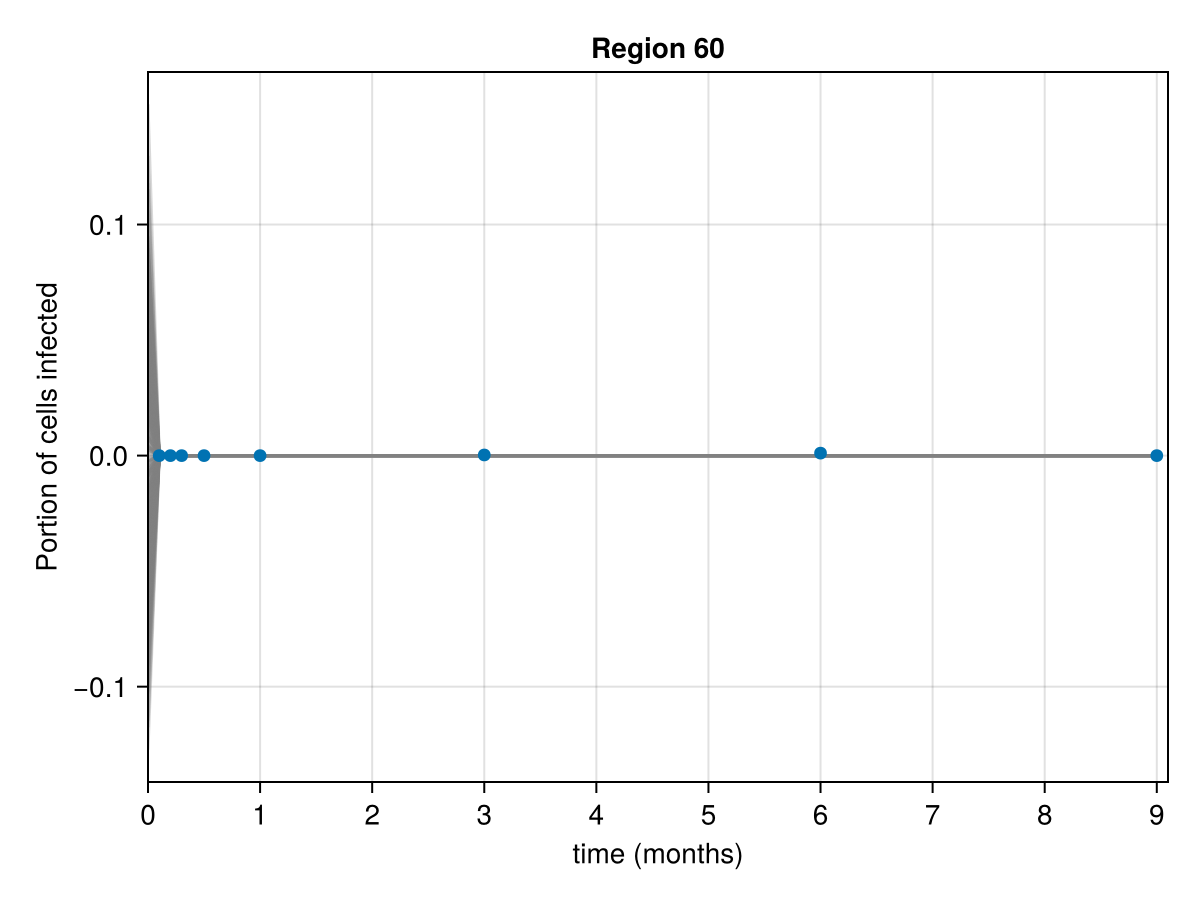 Region 60
Portion of cells infected
0.1
0.0
−0.1
0 1 2 3 4 5 6 7 8 9
time (months)